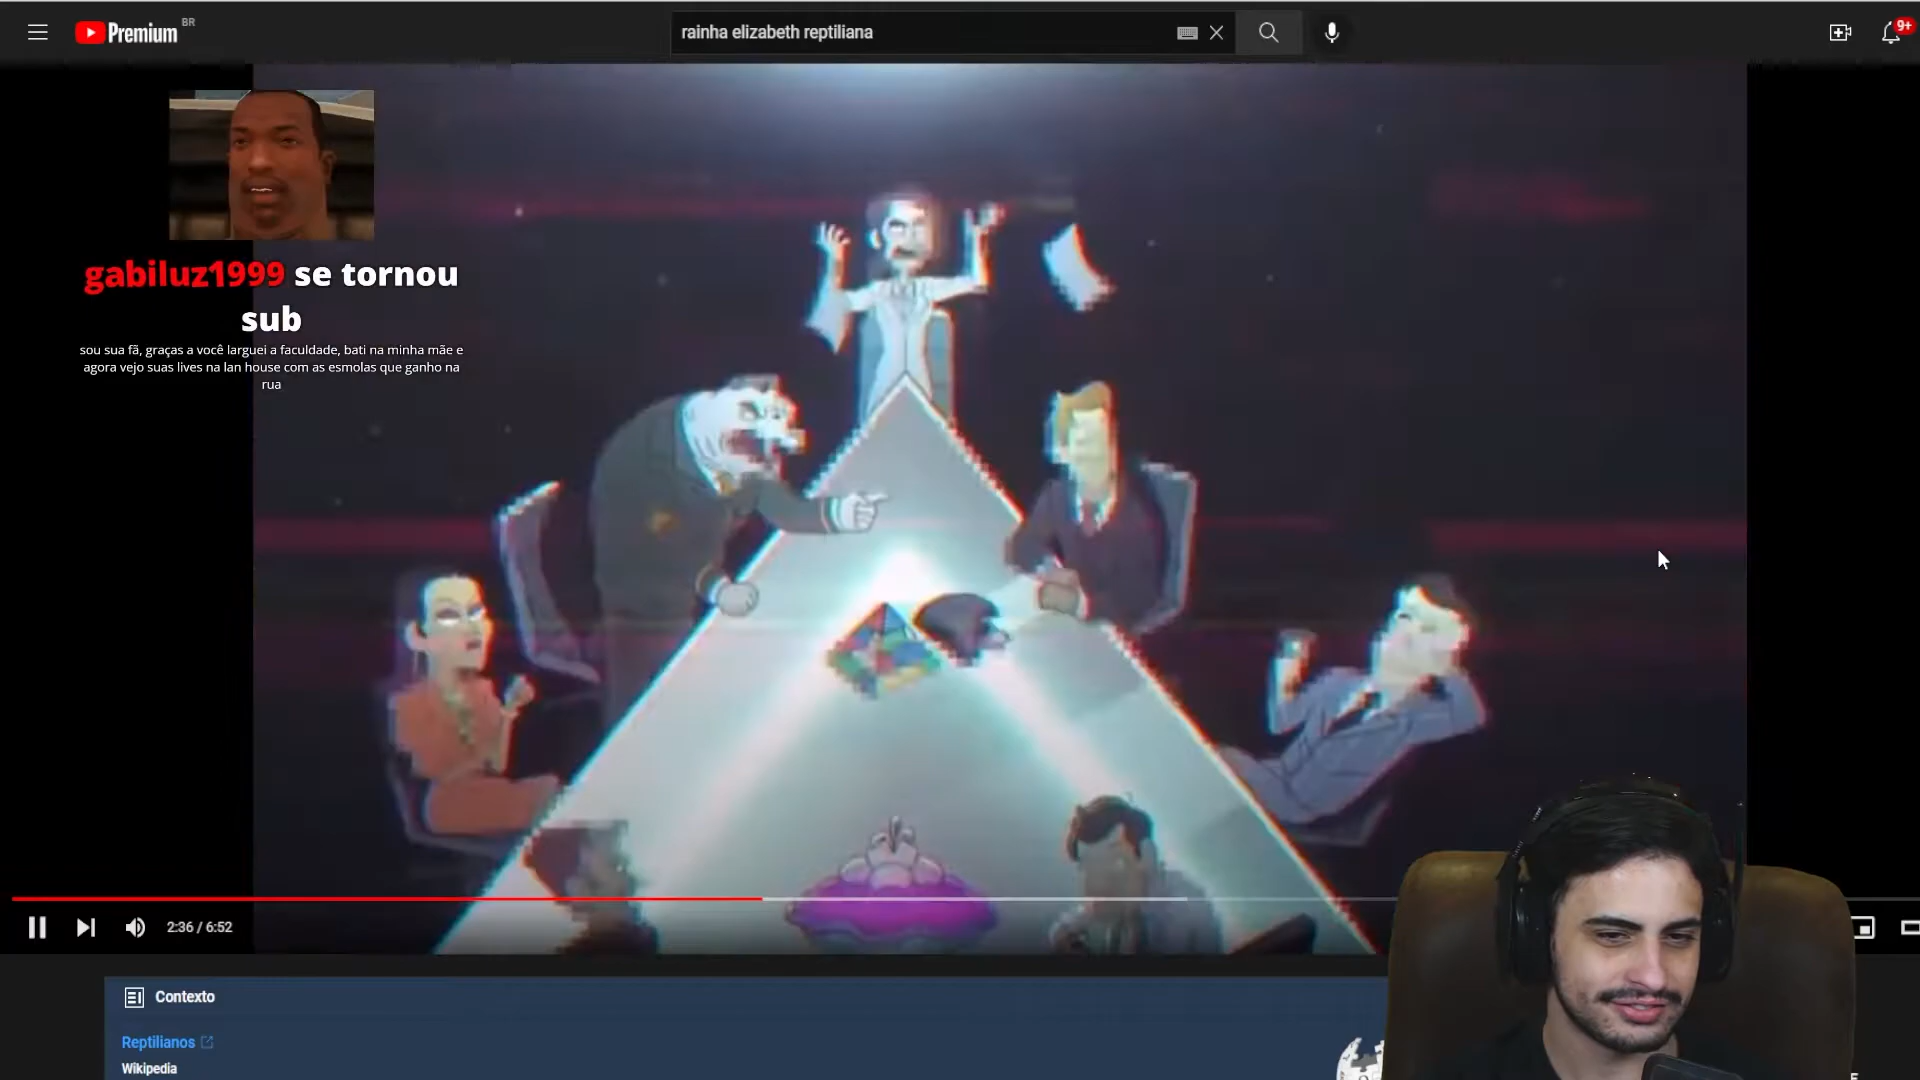 Premium BR
rainha elizabeth reptiliana
9+
gabiluz1999 se tornou
sub
sou sua fã, graças a você larguei a faculdade, bati na minha mãe e
agora vejo suas lives na lan house com as esmolas que ganho na
rua
2:36 / 6:52
Contexto
Reptilianos
Wikipedia